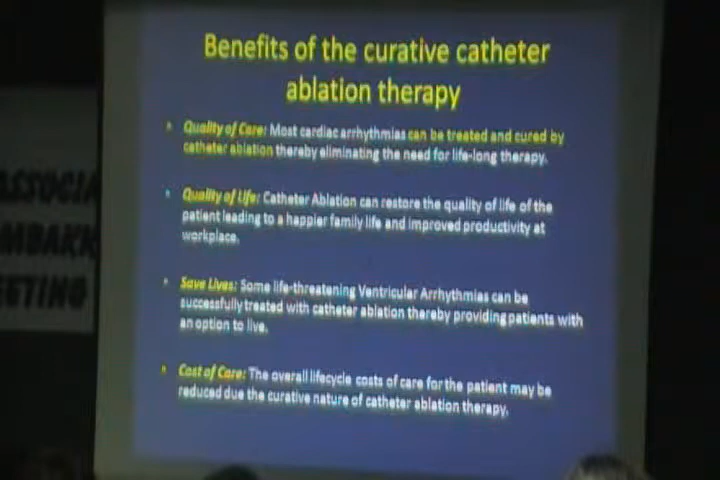 Benefits of the curative catheter
ablation therapy
Quality of Care: Most cardiac arrhythmias can be treated and cured by
catheter ablation thereby eliminating the need for life-long therapy.
Quality of Life: Catheter Ablation can restore the quality of life of the
patient leading to a happier family life and improved productivity at
workplace.
Save Lives: Some life-threatening Ventricular Arrhythmias can be
successfully treated with catheter ablation thereby providing patients with
an option to live.
Cost of Care: The overall lifecycle costs of care for the patient may be
reduced due the curative nature of catheter ablation therapy.
ASSOCIA
MBAKK
ETING